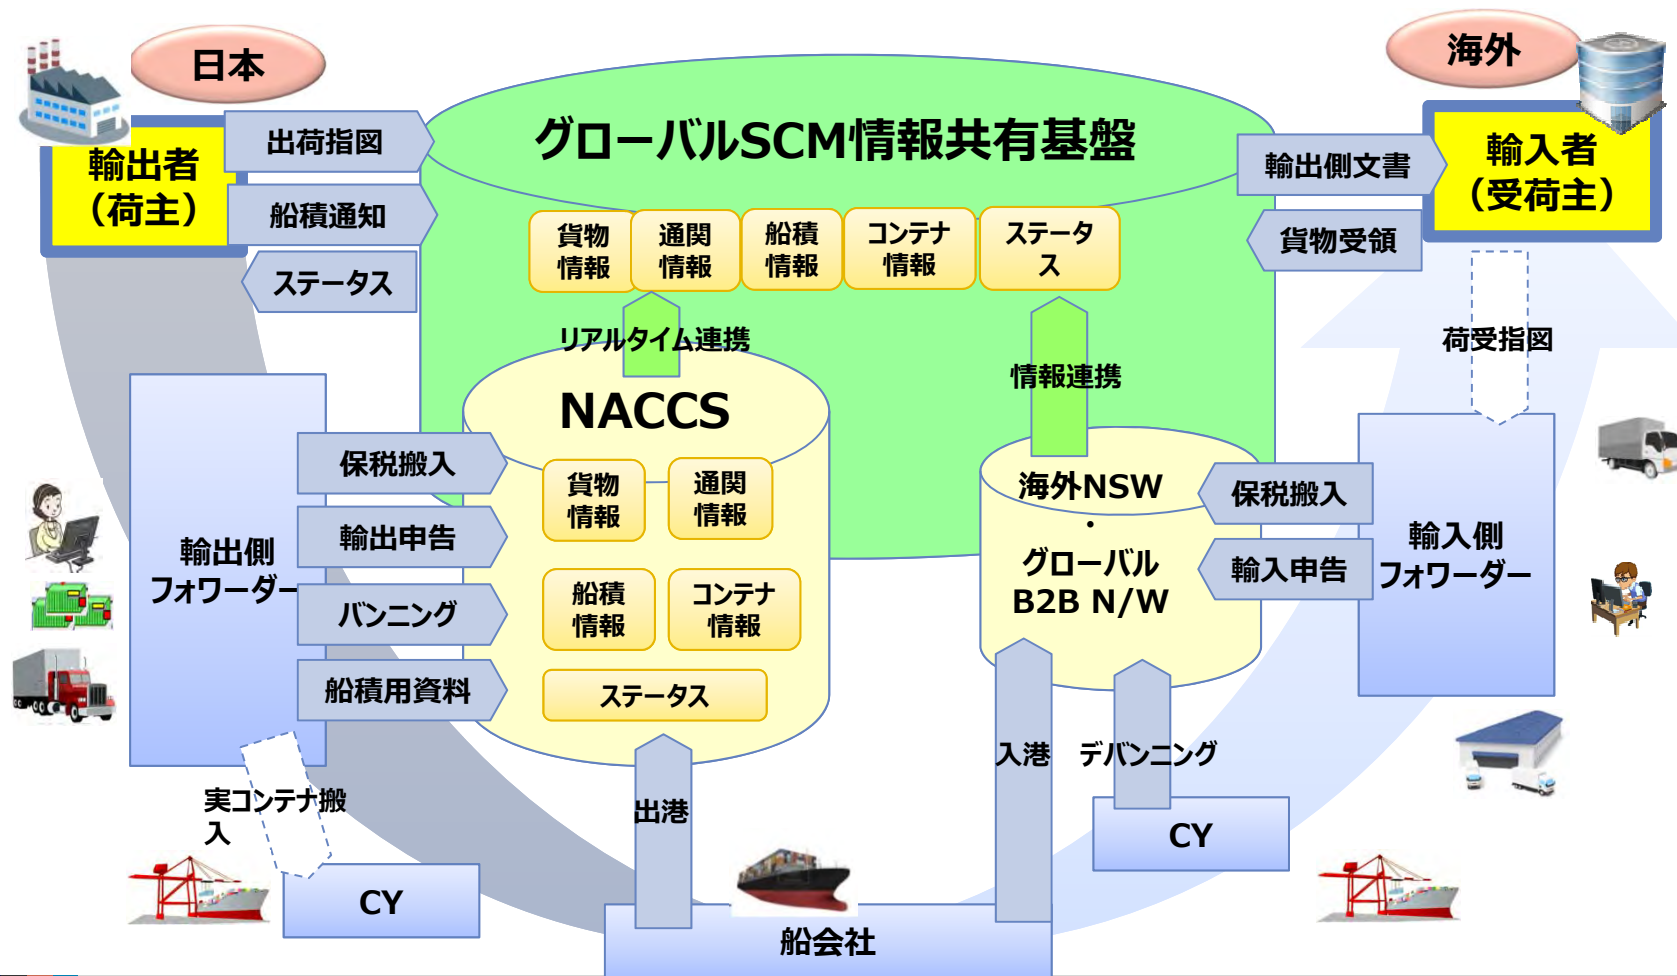 日本
海外
グローバルSCM情報共有基盤
輸出者
（荷主）
出荷指図
船積通知
ステータス
輸出側文書
貨物受領
輸入者
（受荷主）
貨物
情報
通関
情報
船積
情報
コンテナ
情報
ステータ
ス
リアルタイム連携
情報連携
荷受指図
NACCS
貨物
情報
通関
情報
船積
情報
コンテナ
情報
ステータス
輸出側
フォワーダー
保税搬入
輸出申告
バンニング
船積用資料
海外NSW
・
グローバル
B2B N/W
保税搬入
輸入申告
輸入側
フォワーダー
実コンテナ搬
入
出港
入港
デバンニング
CY
CY
船会社